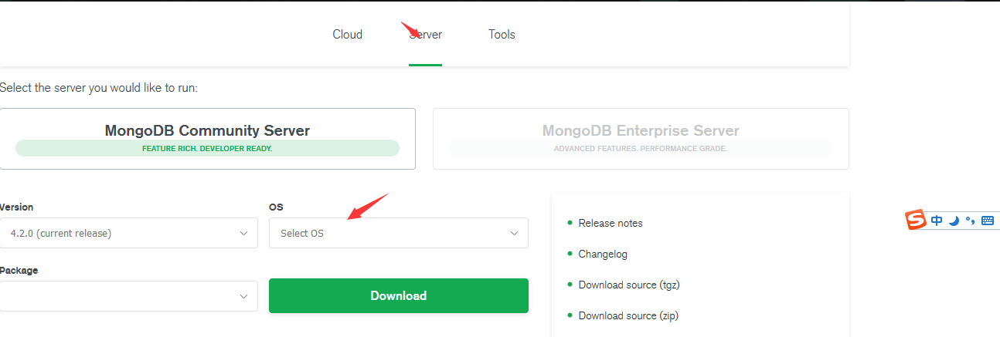 Cloud
Server
Tools
Select the server you would like to run:
MongoDB Community Server
FEATURE RICH. DEVELOPER READY.
MongoDB Enterprise Server
ADVANCED FEATURES. PERFORMANCE GRADE.
Version
4.2.0 (current release)
OS
Select OS
Package
Download
Release notes
Changelog
Download source (tgz)
Download source (zip)
S 中